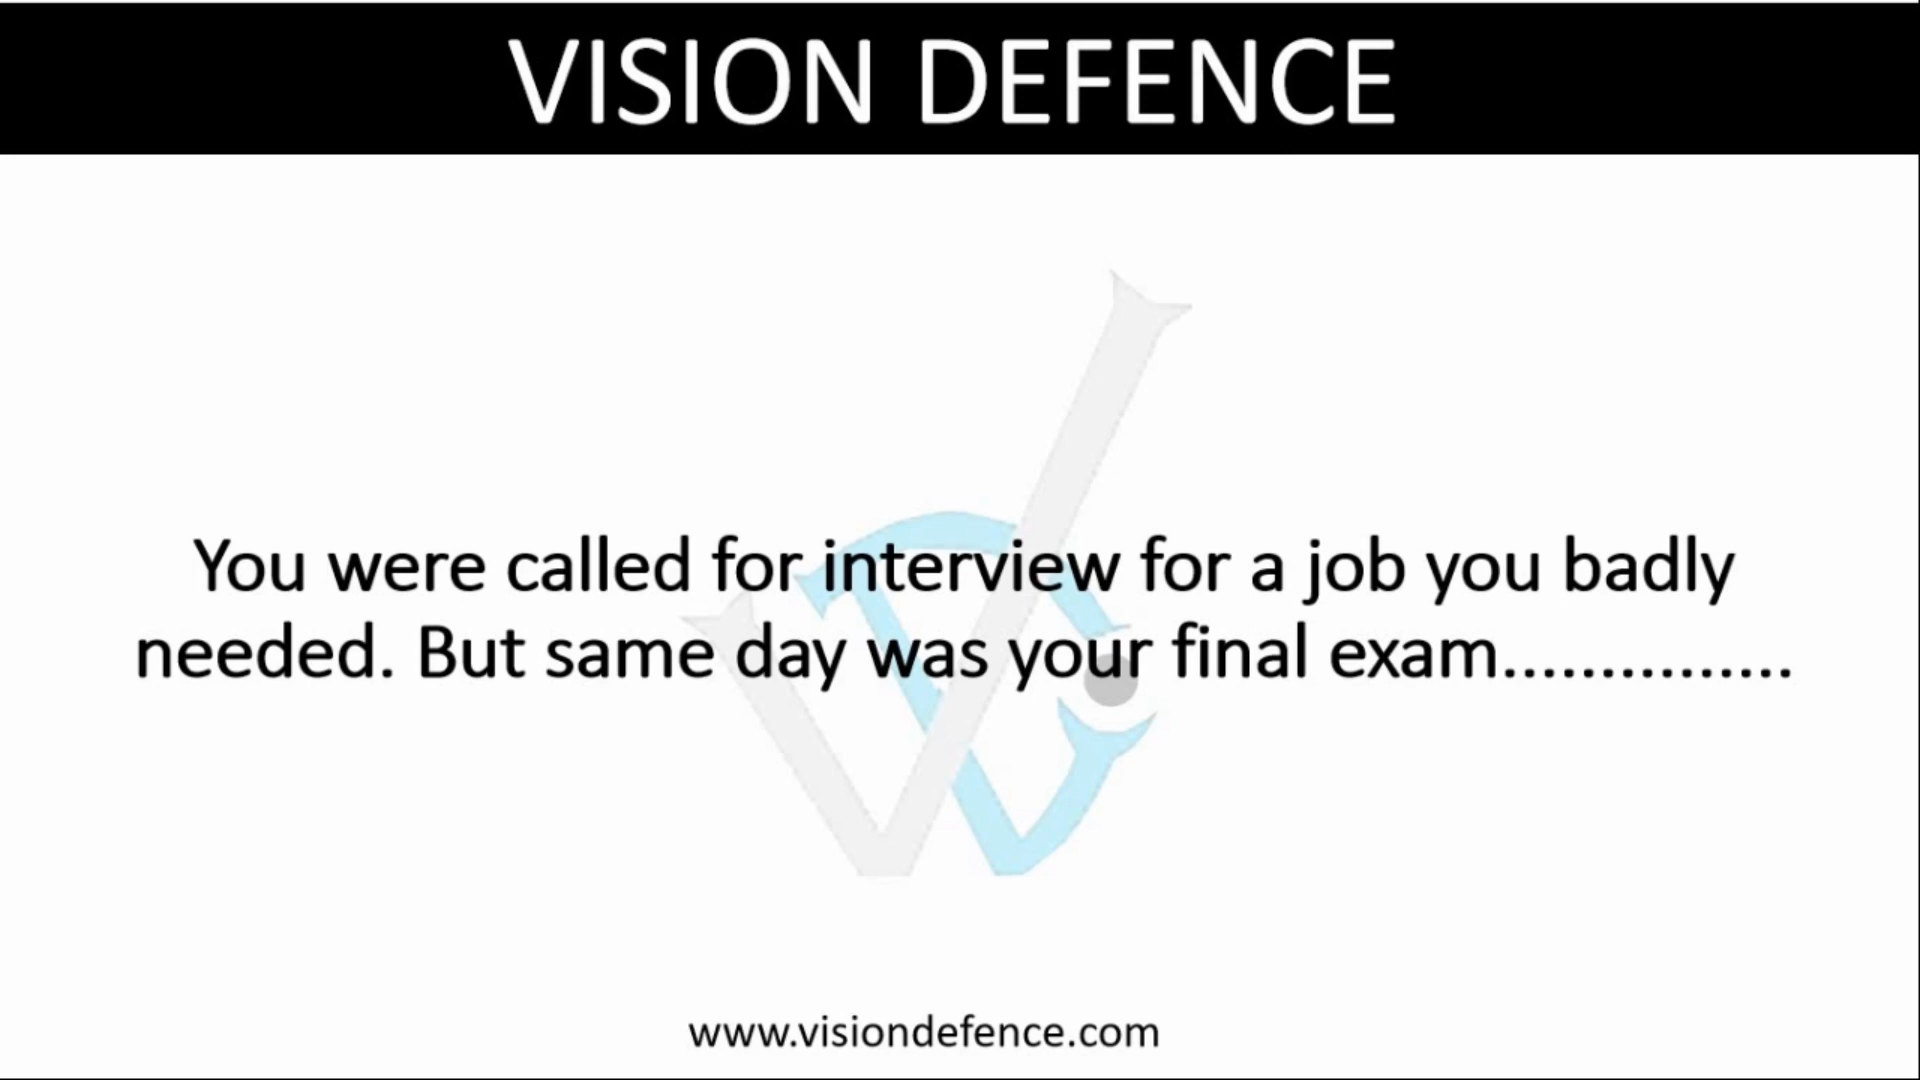 VISION DEFENCE
You were called for interview for a job you badly
needed. But same day was your final exam...............
www.visiondefence.com